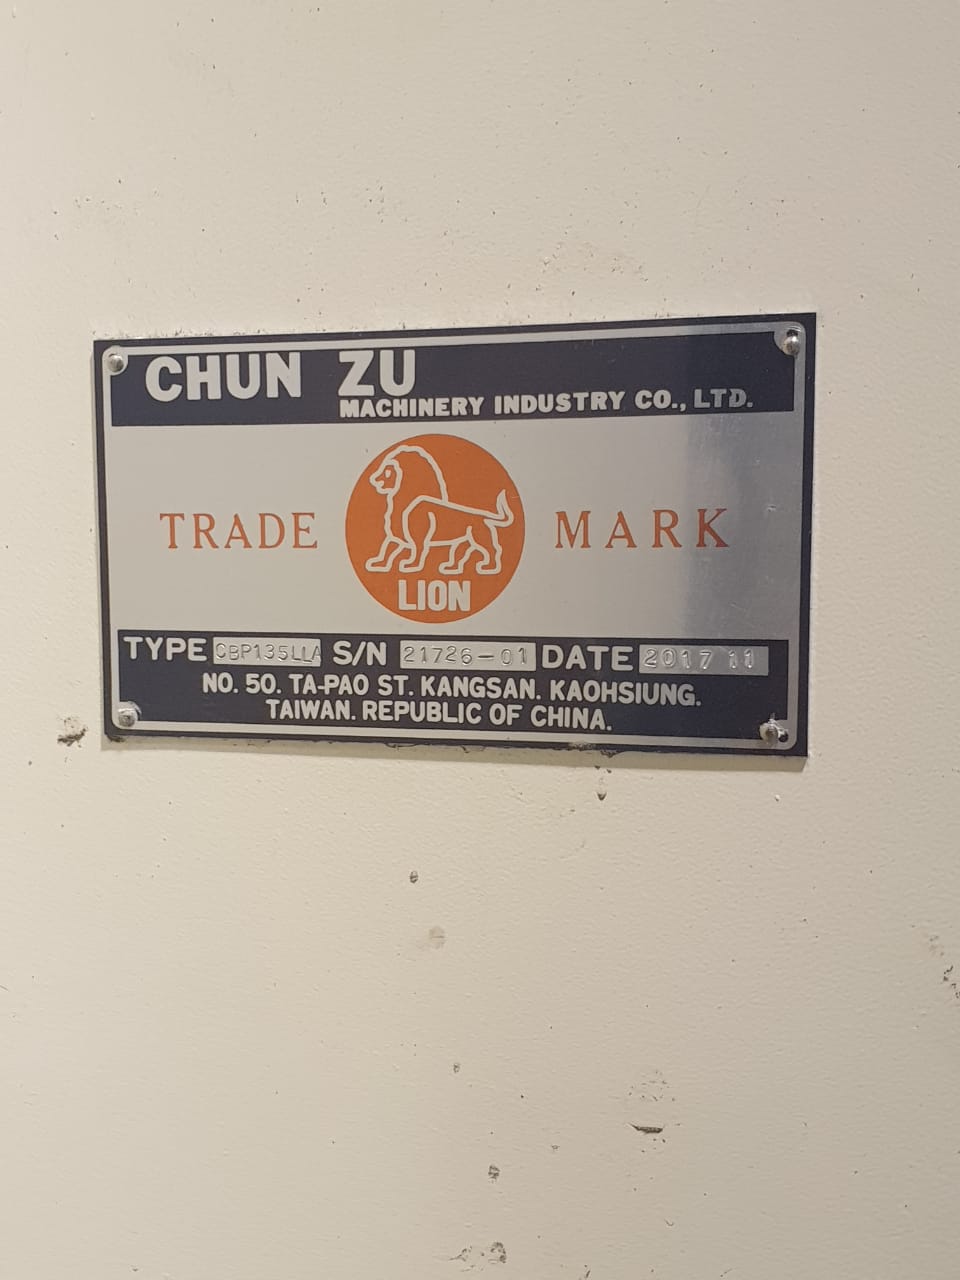 CHUN ZU
MACHINERY INDUSTRY CO., LTD.
TRADE MARK
LION
TYPE CBP135LLA S/N 21726-01 DATE 2017 11
NO. 50. TA-PAO ST. KANGSAN. KAOHSIUNG.
TAIWAN. REPUBLIC OF CHINA.